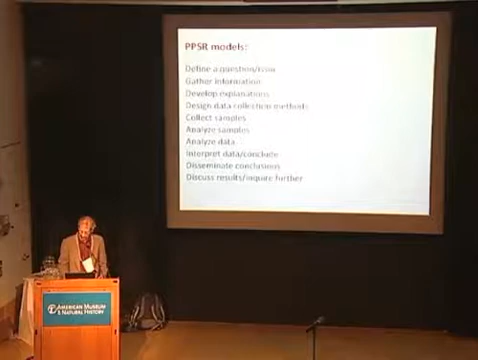 PPSR models:
Define a question/issue
Gather information
Develop explanations
Design data collection methods
Collect samples
Analyze samples
Analyze data
Interpret data/conclude
Disseminate conclusions
Discuss results/inquire further
AMERICAN MUSEUM
& NATURAL HISTORY